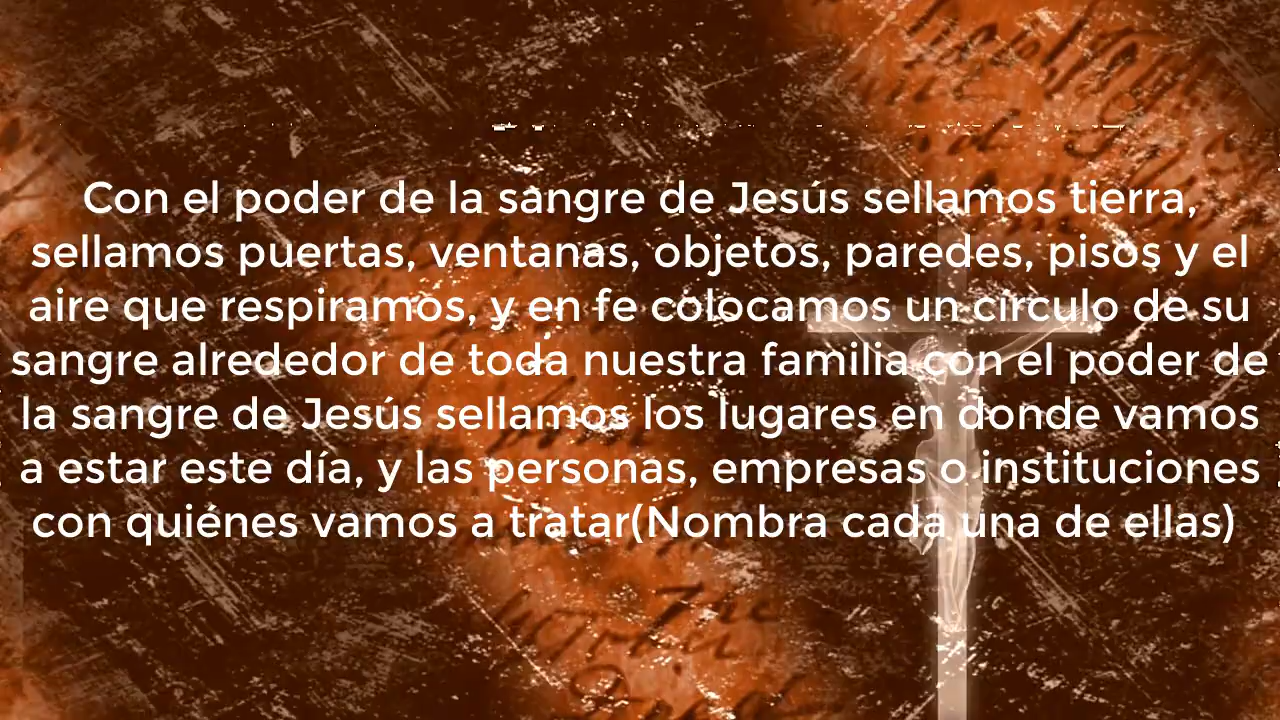 Con el poder de la sangre de Jesús sellamos tierra,
sellamos puertas, ventanas, objetos, paredes, pisos y el
aire que respiramos, y en fe colocamos un círculo de su
sangre alrededor de toda nuestra familia con el poder de
la sangre de Jesús sellamos los lugares en donde vamos
a estar este día, y las personas, empresas o instituciones
con quiénes vamos a tratar(Nombra cada una de ellas)